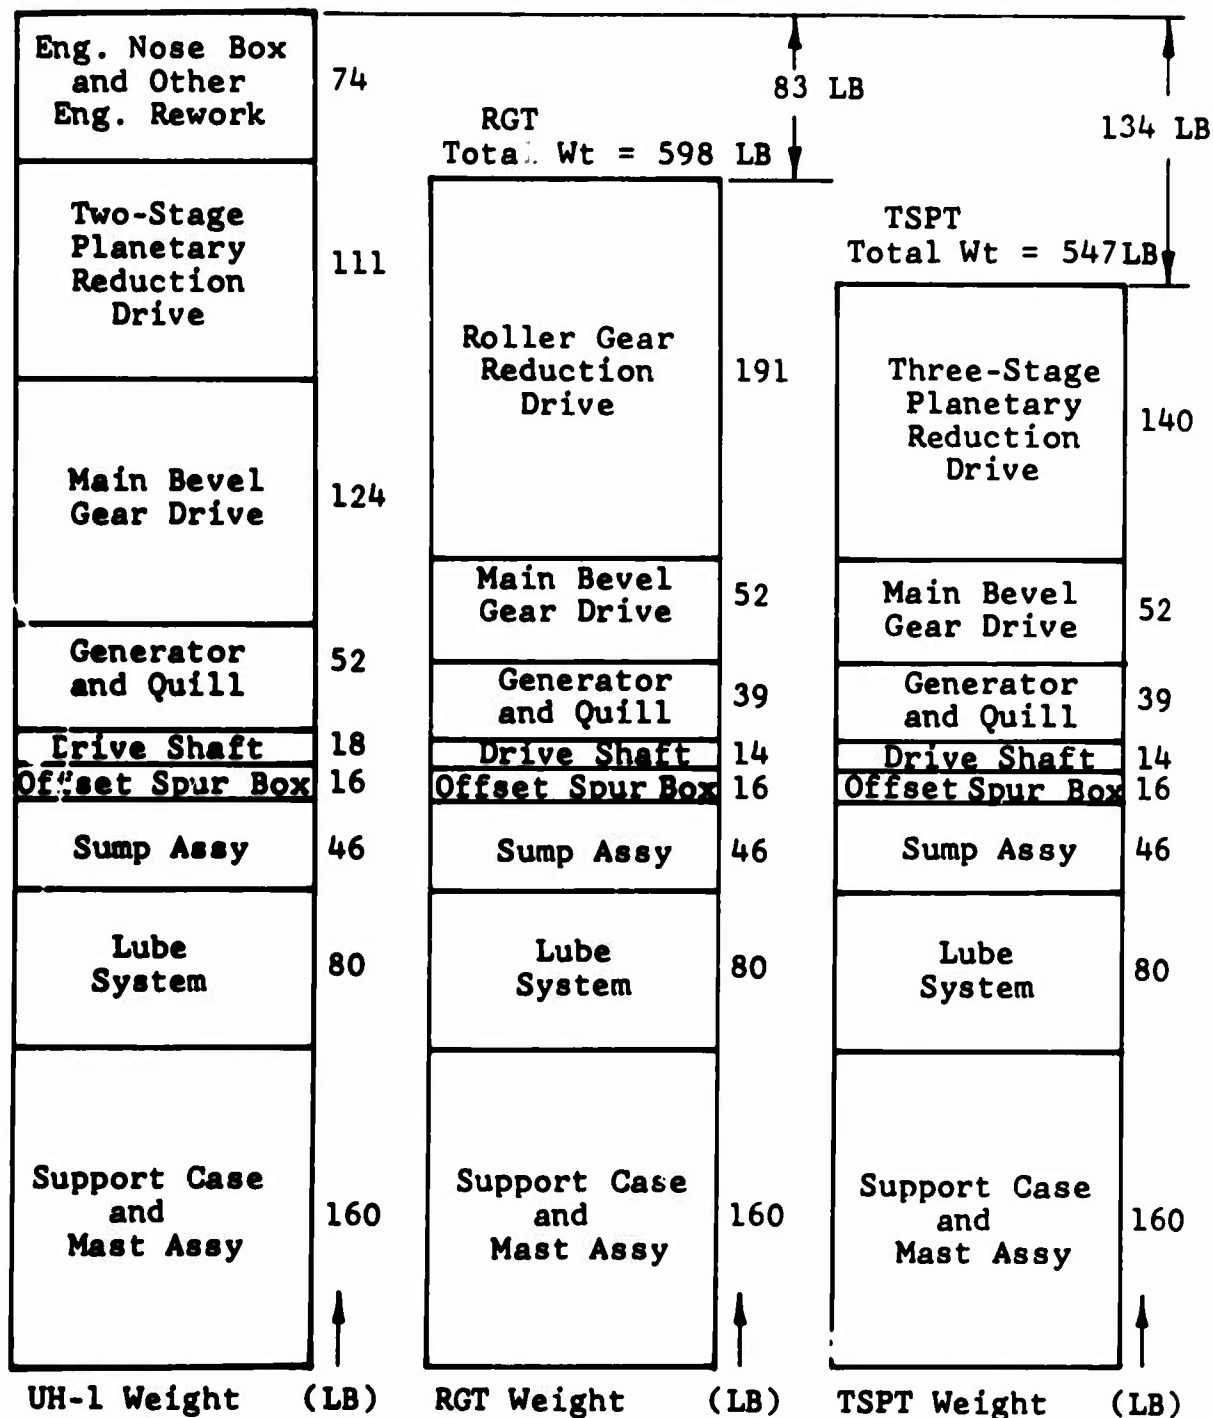 Eng. Nose Box
and Other
Eng. Rework
74
Two-Stage
Planetary
Reduction
Drive
111
Main Bevel
Gear Drive
124
Generator
and Quill
52
Drive Shaft
18
Offset Spur Box
16
Sump Assy
46
Lube
System
80
Support Case
and
Mast Assy
160
UH-1 Weight (LB)
83 LB
RGT
Total Wt = 598 LB
Roller Gear
Reduction
Drive
191
Main Bevel
Gear Drive
52
Generator
and Quill
39
Drive Shaft
14
Offset Spur Box
16
Sump Assy
46
Lube
System
80
Support Case
and
Mast Assy
160
RGT Weight (LB)
134 LB
TSPT
Total Wt = 547 LB
Three-Stage
Planetary
Reduction
Drive
140
Main Bevel
Gear Drive
52
Generator
and Quill
39
Drive Shaft
14
Offset Spur Box
16
Sump Assy
46
Lube
System
80
Support Case
and
Mast Assy
160
TSPT Weight (LB)